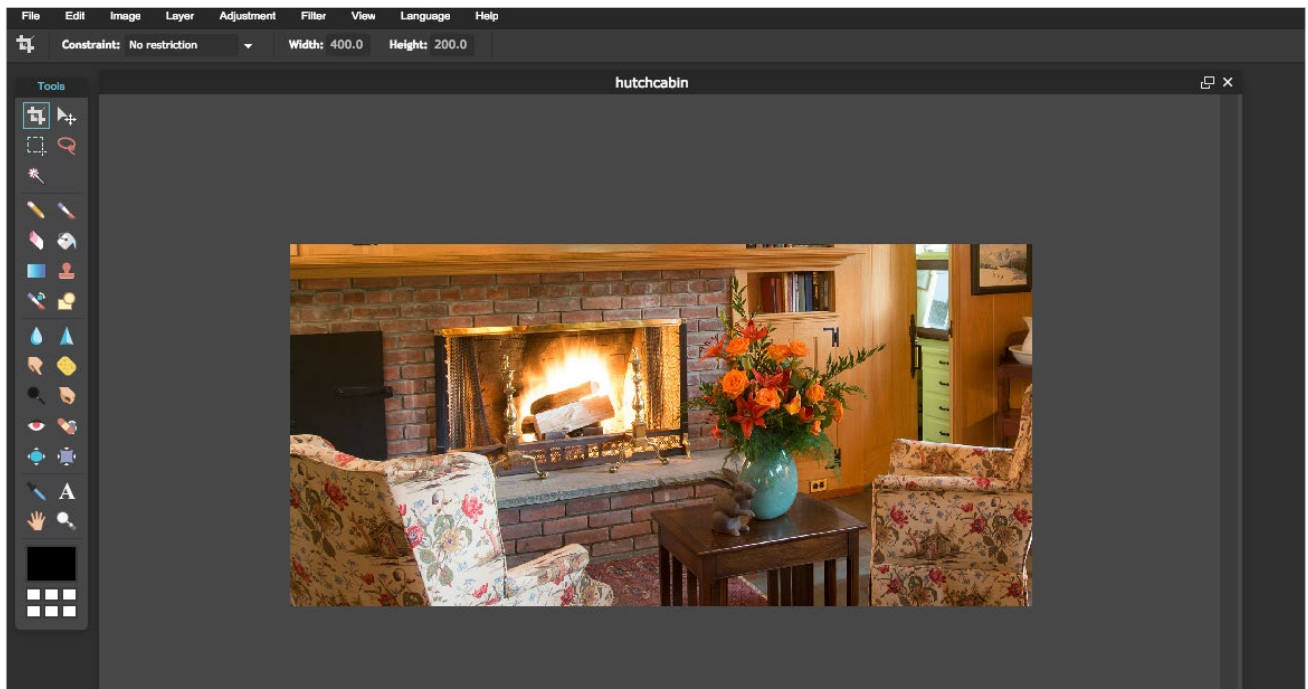 File Edit Image Layer Adjustment Filter View Language Help
Constraint: No restriction Width: 400.0 Height: 200.0
Tools
hutchcabin
A